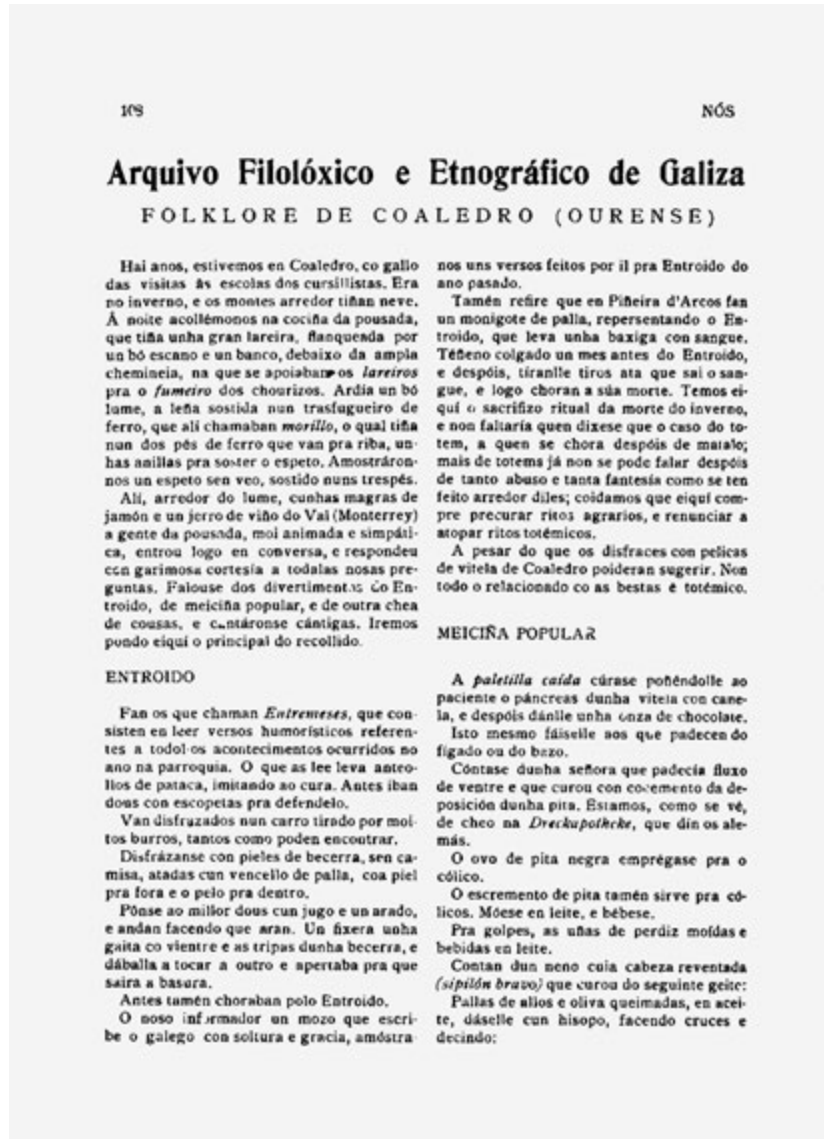 108
NÓS
Arquivo Filolóxico e Etnográfico de Galiza
FOLKLORE DE COALEDRO (OURENSE)
Hai anos, estivemos en Coaledro, co gallo
das visitas ás escolas dos cursillistas. Era
no inverno, e os montes arredor tiñan neve.
Á noite acollémonos na cociña da pousada,
que tiña unha gran lareira, flanqueada por
un bó escano e un banco, debaixo da ampla
chemineia, na que se apoiaban os lareiros
pra o fumeiro dos chourizos. Ardía un bó
lume, a leña sostida nun trasfugueiro de
ferro, que alí chamaban morillo, o qual tiña
nun dos pés de ferro que van pra riba, un-
has anillas pra soster o espeto. Amostráron-
nos un espeto sen veo, sostido nuns trespés.
Alí, arredor do lume, cunhas magras de
jamón e un jerro de viño do Val (Monterrey)
a gente da pousada, moi animada e simpáti-
ca, entrou logo en conversa, e respondeu
con garimosa cortesía a todalas nosas pre-
guntas. Falouse dos divertimentos do En-
troido, de meiciña popular, e de outra chea
de cousas, e cantáronse cántigas. Iremos
pondo eiquí o principal do recollido.
ENTROIDO
Fan os que chaman Entremeses, que con-
sisten en leer versos humorísticos referen-
tes a todol-os acontecimentos ocurridos no
ano na parroquia. O que as lee leva anteo-
llos de pataca, imitando ao cura. Antes iban
dous con escopetas pra defendelo.
Van disfruzados nun carro tirado por moi-
tos burros, tantos como poden encontrar.
Disfrázanse con pieles de becerra, sen ca-
misa, atadas cun vencello de palla, coa piel
pra fora e o pelo pra dentro.
Pónse ao millor dous cun jugo e un arado,
e andan facendo que aran. Un fixera unha
gaita co vientre e as tripas dunha becerra, e
dáballa a tocar a outro e apertaba pra que
saira a basura.
Antes tamén choraban polo Entroido.
O noso informador un mozo que escri-
be o galego con soltura e gracia, amóstra-
nos uns versos feitos por il pra Entroido do
ano pasado.
Tamén refire que en Piñeira d'Arcos fan
un monigote de palla, repersentando o En-
troido, que leva unha baxiga con sangue.
Téñeno colgado un mes antes do Entroido,
e despóis, tíranlle tiros ata que sai o san-
gue, e logo choran a súa morte. Temos ei-
quí o sacrifizo ritual da morte do inverno,
e non faltaría quen dixese que o caso do to-
tem, a quen se chora despóis de matalo;
mais de totems já non se pode falar despóis
de tanto abuso e tanta fantesía como se ten
feito arredor diles; coidamos que eiquí com-
pre precurar ritos agrarios, e renunciar a
atopar ritos totémicos.
A pesar do que os disfraces con pelicas
de vitela de Coaledro poideran sugerir. Non
todo o relacionado co as bestas é totémico.
MEICIÑA POPULAR
A paletilla caída cúrase poñéndolle ao
paciente o páncreas dunha vitela con cane-
la, e despóis dánlle unha onza de chocolate.
Isto mesmo fáiselle aos que padecen do
fígado ou do bazo.
Cóntase dunha señora que padecía fluxo
de ventre e que curou con cocemento da de-
posición dunha pita. Estamos, como se vé,
de cheo na Dreckapotheke, que din os ale-
más.
O ovo de pita negra emprégase pra o
cólico.
O escremento de pita tamén sirve pra có-
licos. Móese en leite, e bébese.
Pra golpes, as uñas de perdiz moídas e
bebidas en leite.
Contan dun neno cuia cabeza reventada
(sipilón bravo) que curou do seguinte geite:
Pallas de allos e oliva queimadas, en acei-
te, dáselle cun hisopo, facendo cruces e
decindo: